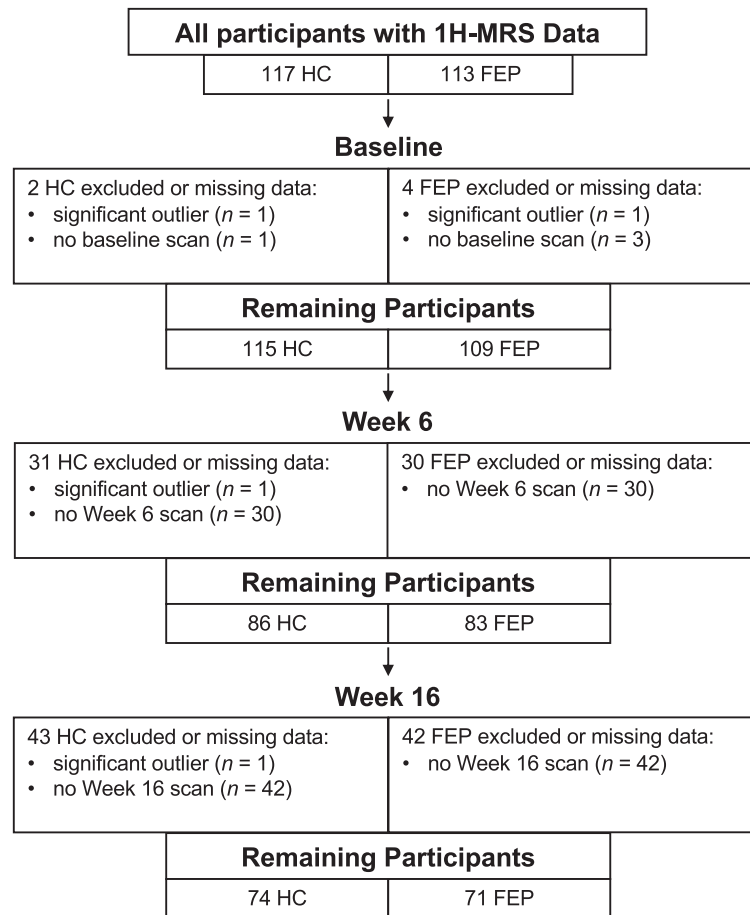 All participants with 1H-MRS Data
117 HC
113 FEP
Baseline
2 HC excluded or missing data:
• significant outlier (n = 1)
• no baseline scan (n = 1)
4 FEP excluded or missing data:
• significant outlier (n = 1)
• no baseline scan (n = 3)
Remaining Participants
115 HC
109 FEP
Week 6
31 HC excluded or missing data:
• significant outlier (n = 1)
• no Week 6 scan (n = 30)
30 FEP excluded or missing data:
• no Week 6 scan (n = 30)
Remaining Participants
86 HC
83 FEP
Week 16
43 HC excluded or missing data:
• significant outlier (n = 1)
• no Week 16 scan (n = 42)
42 FEP excluded or missing data:
• no Week 16 scan (n = 42)
Remaining Participants
74 HC
71 FEP